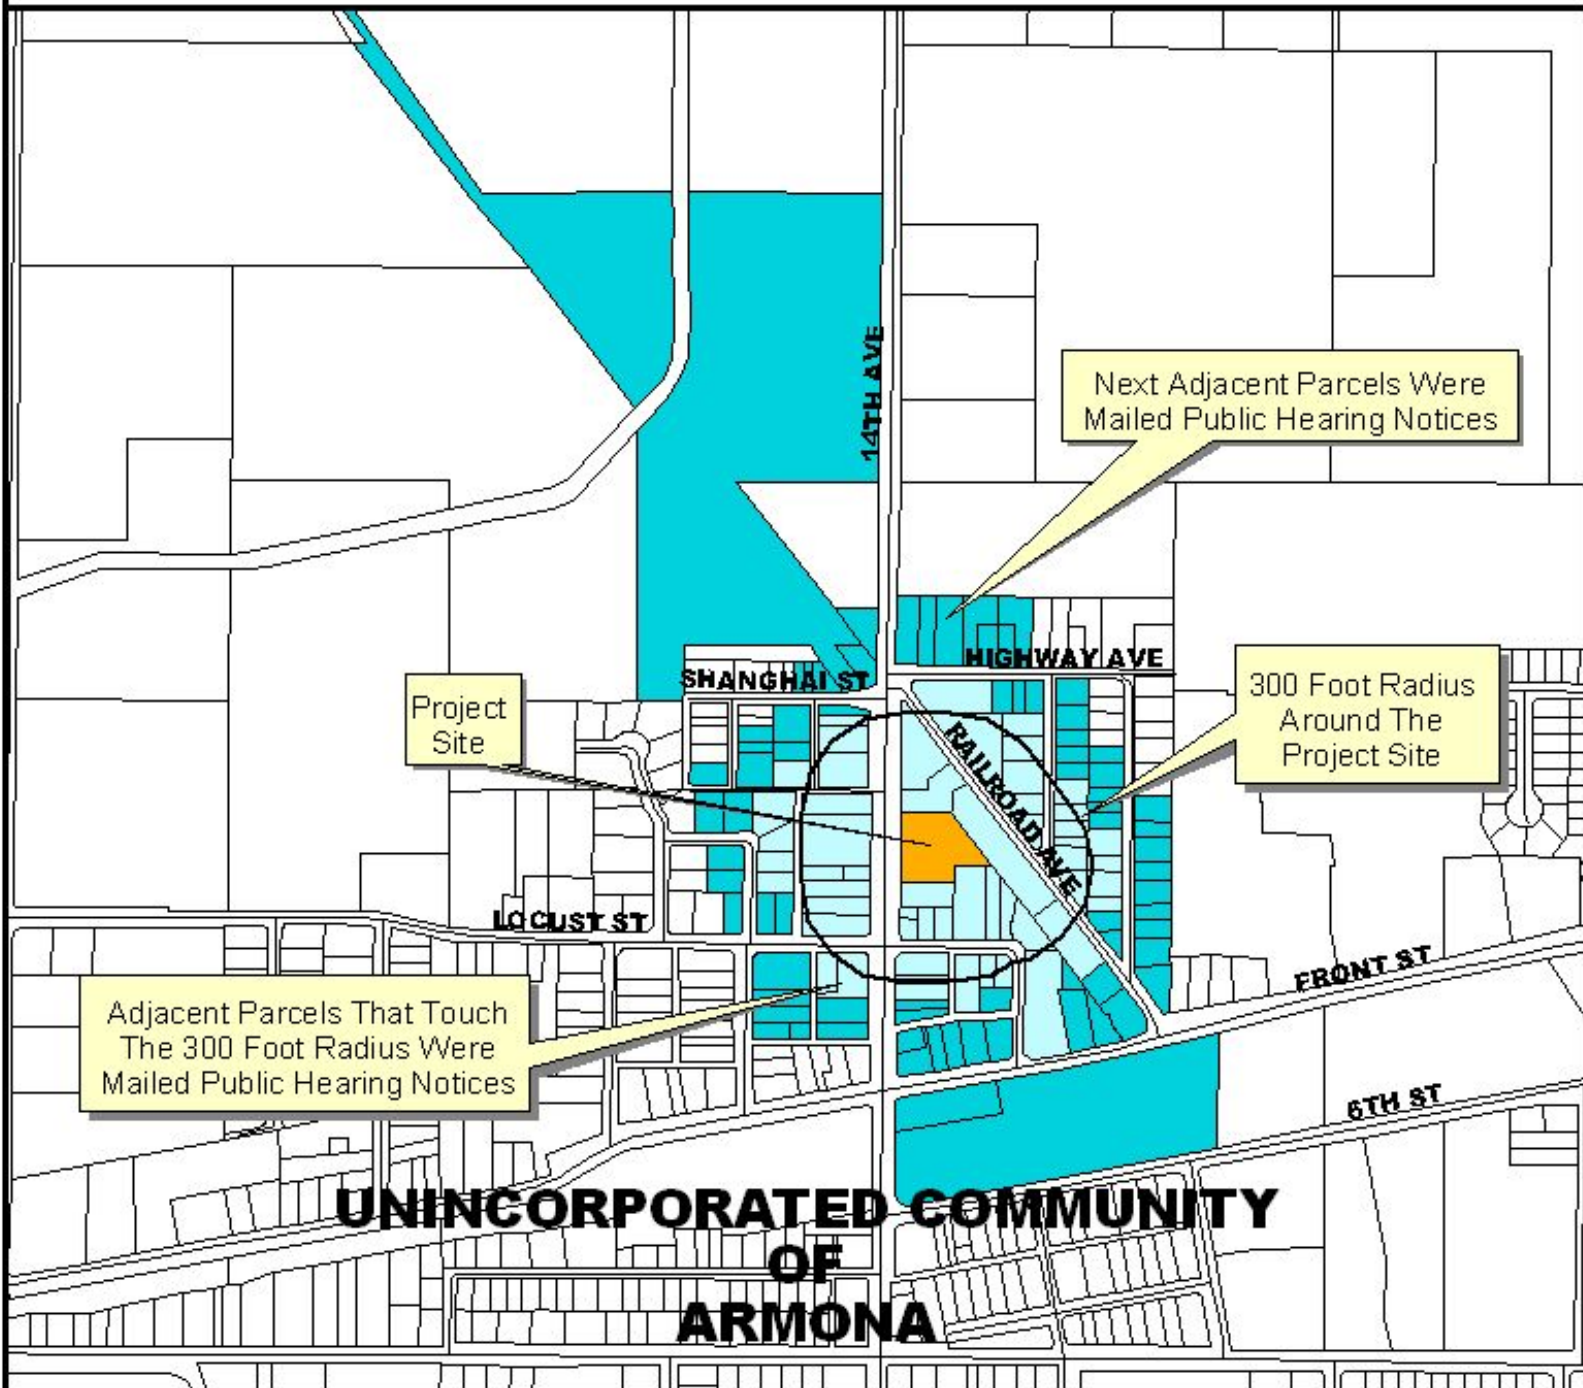 14TH AVE
Next Adjacent Parcels Were
Mailed Public Hearing Notices
HIGHWAY AVE
SHANGHAI ST
Project
Site
300 Foot Radius
Around The
Project Site
RAILROAD AVE
LOCUST ST
FRONT ST
Adjacent Parcels That Touch
The 300 Foot Radius Were
Mailed Public Hearing Notices
6TH ST
UNINCORPORATED COMMUNITY
OF
ARMONA